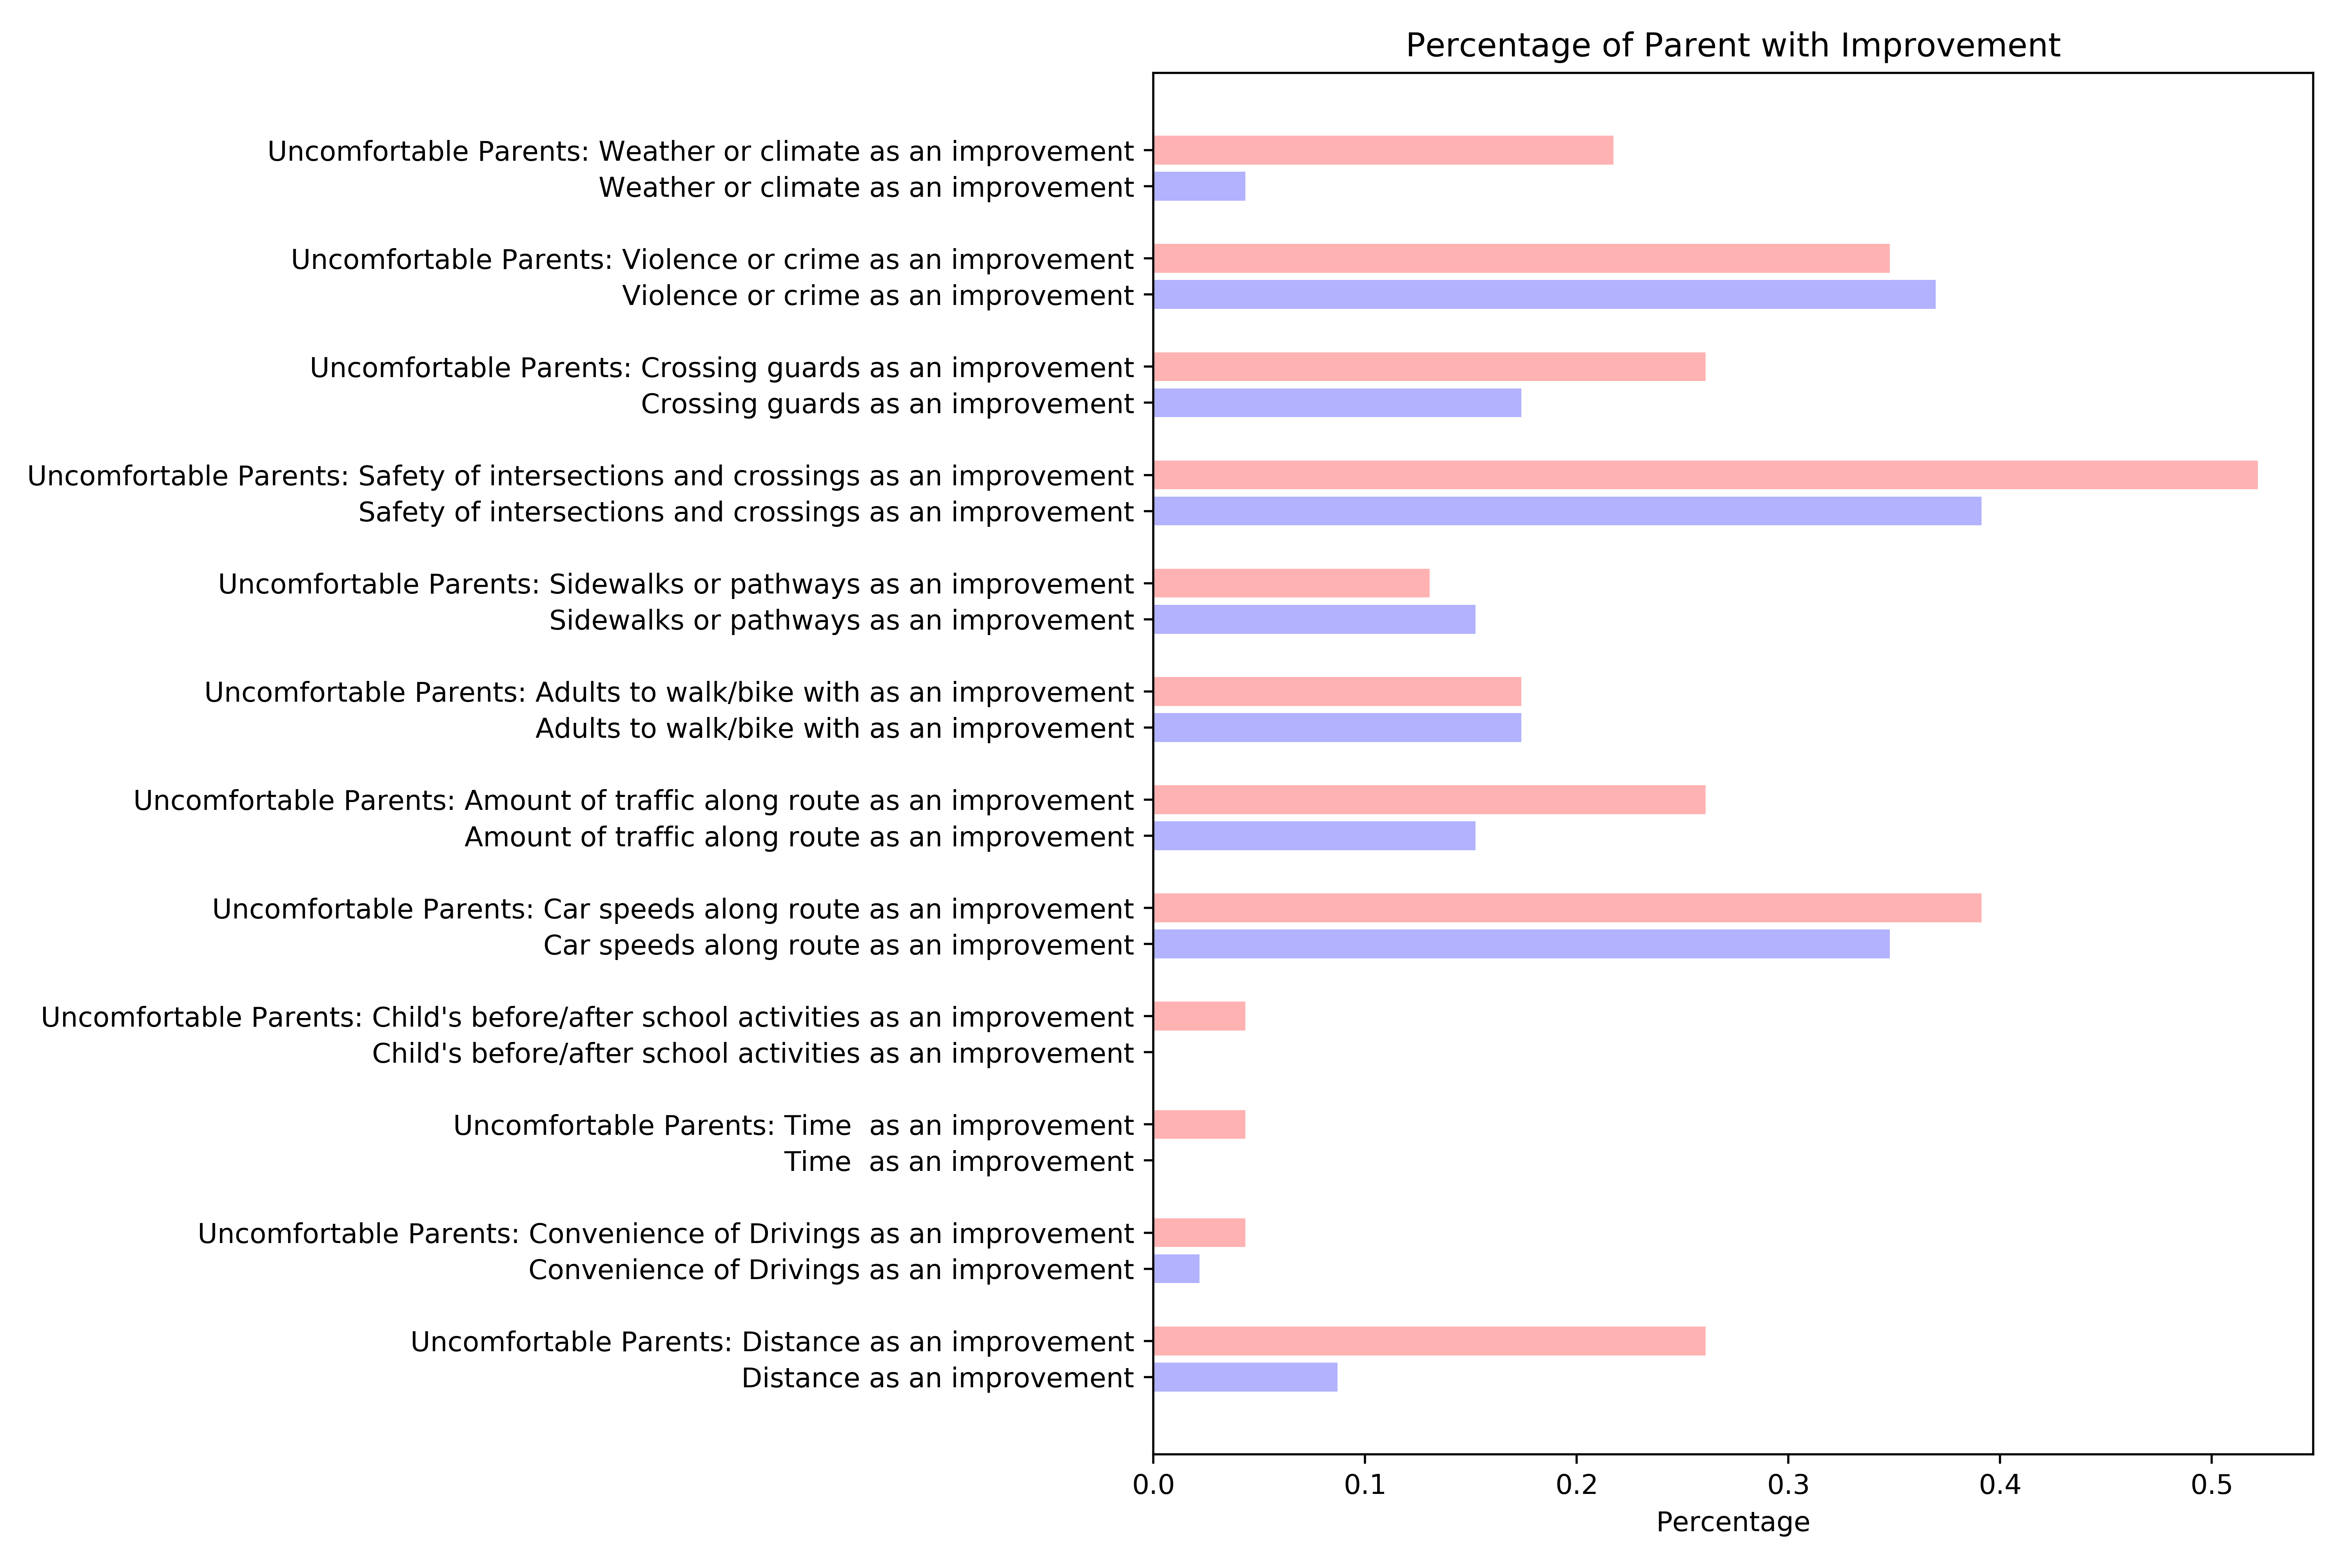 Percentage of Parent with Improvement
Uncomfortable Parents: Weather or climate as an improvement
Weather or climate as an improvement
Uncomfortable Parents: Violence or crime as an improvement
Violence or crime as an improvement
Uncomfortable Parents: Crossing guards as an improvement
Crossing guards as an improvement
Uncomfortable Parents: Safety of intersections and crossings as an improvement
Safety of intersections and crossings as an improvement
Uncomfortable Parents: Sidewalks or pathways as an improvement
Sidewalks or pathways as an improvement
Uncomfortable Parents: Adults to walk/bike with as an improvement
Adults to walk/bike with as an improvement
Uncomfortable Parents: Amount of traffic along route as an improvement
Amount of traffic along route as an improvement
Uncomfortable Parents: Car speeds along route as an improvement
Car speeds along route as an improvement
Uncomfortable Parents: Child's before/after school activities as an improvement
Child's before/after school activities as an improvement
Uncomfortable Parents: Time  as an improvement
Time  as an improvement
Uncomfortable Parents: Convenience of Drivings as an improvement
Convenience of Drivings as an improvement
Uncomfortable Parents: Distance as an improvement
Distance as an improvement
0.0 0.1 0.2 0.3 0.4 0.5
Percentage